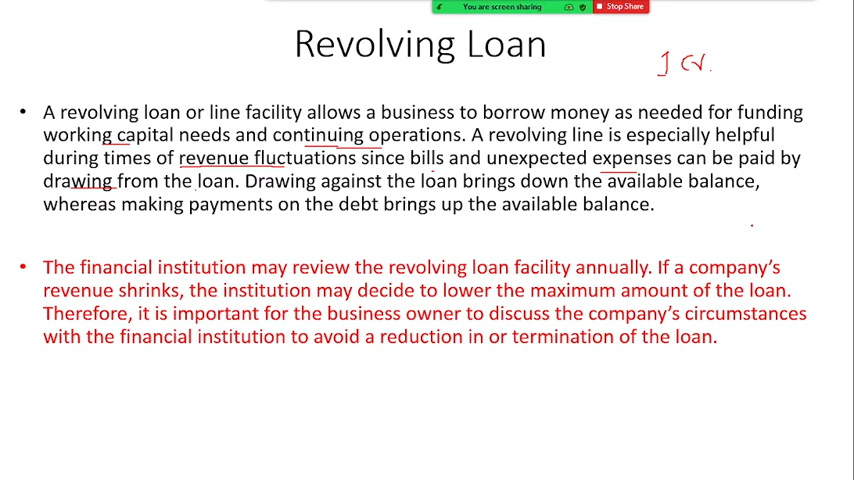 You are screen sharing
Stop Share
Revolving Loan
• A revolving loan or line facility allows a business to borrow money as needed for funding
working capital needs and continuing operations. A revolving line is especially helpful
during times of revenue fluctuations since bills and unexpected expenses can be paid by
drawing from the loan. Drawing against the loan brings down the available balance,
whereas making payments on the debt brings up the available balance.
• The financial institution may review the revolving loan facility annually. If a company's
revenue shrinks, the institution may decide to lower the maximum amount of the loan.
Therefore, it is important for the business owner to discuss the company's circumstances
with the financial institution to avoid a reduction in or termination of the loan.